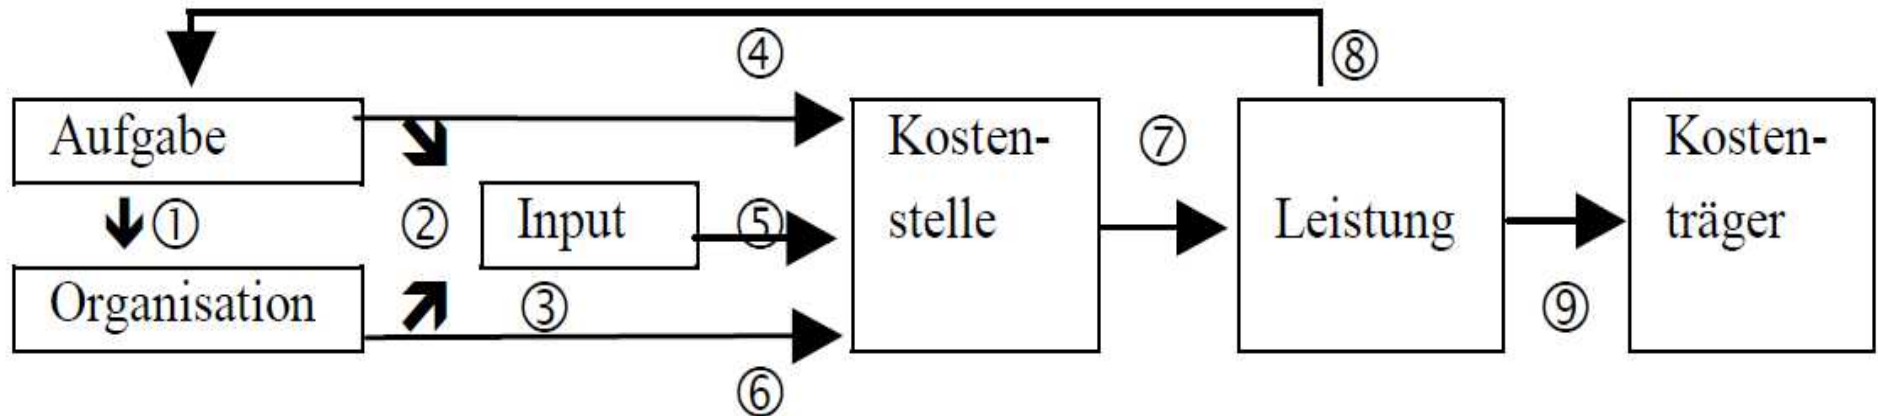 ④
⑧
Aufgabe
Kosten-
stelle
⑦
Kosten-
träger
①
②
Input
⑤
Leistung
Organisation
③
⑨
⑥